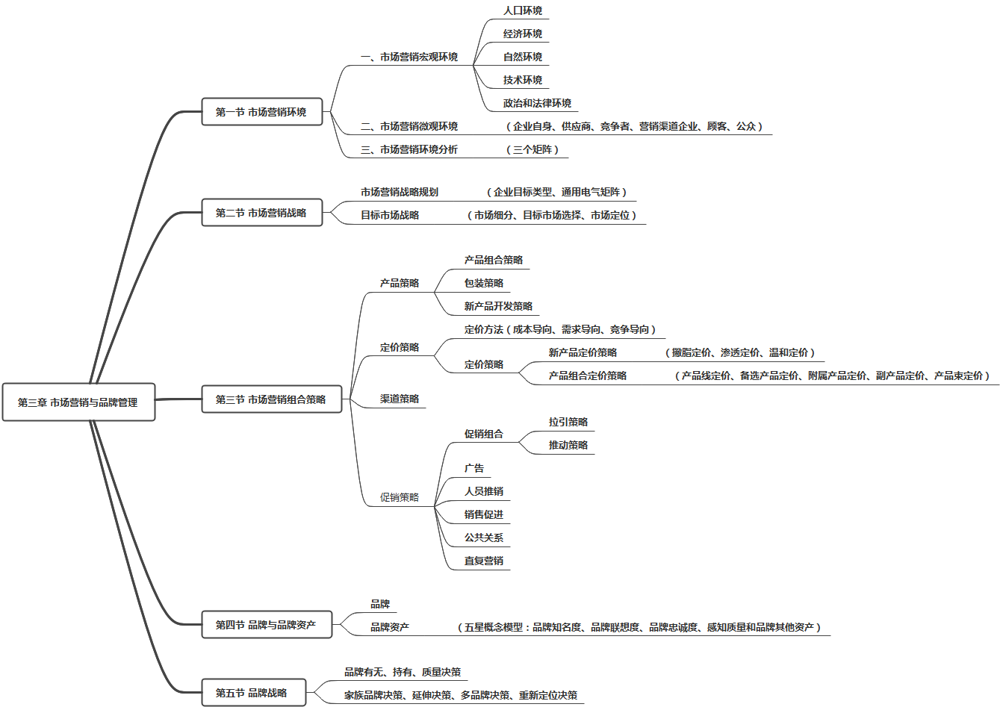 第三章 市场营销与品牌管理
第一节 市场营销环境
一、市场营销宏观环境
人口环境
经济环境
自然环境
技术环境
政治和法律环境
二、市场营销微观环境 （企业自身、供应商、竞争者、营销渠道企业、顾客、公众）
三、市场营销环境分析 （三个矩阵）
第二节 市场营销战略
市场营销战略规划 （企业目标类型、通用电气矩阵）
目标市场战略 （市场细分、目标市场选择、市场定位）
第三节 市场营销组合策略
产品策略
产品组合策略
包装策略
新产品开发策略
定价策略
定价方法（成本导向、需求导向、竞争导向）
定价策略
新产品定价策略 （撇脂定价、渗透定价、温和定价）
产品组合定价策略 （产品线定价、备选产品定价、附属产品定价、副产品定价、产品束定价）
渠道策略
促销策略
促销组合
拉引策略
推动策略
广告
人员推销
销售促进
公共关系
直复营销
第四节 品牌与品牌资产
品牌
品牌资产 （五星概念模型：品牌知名度、品牌联想度、品牌忠诚度、感知质量和品牌其他资产）
第五节 品牌战略
品牌有无、持有、质量决策
家族品牌决策、延伸决策、多品牌决策、重新定位决策